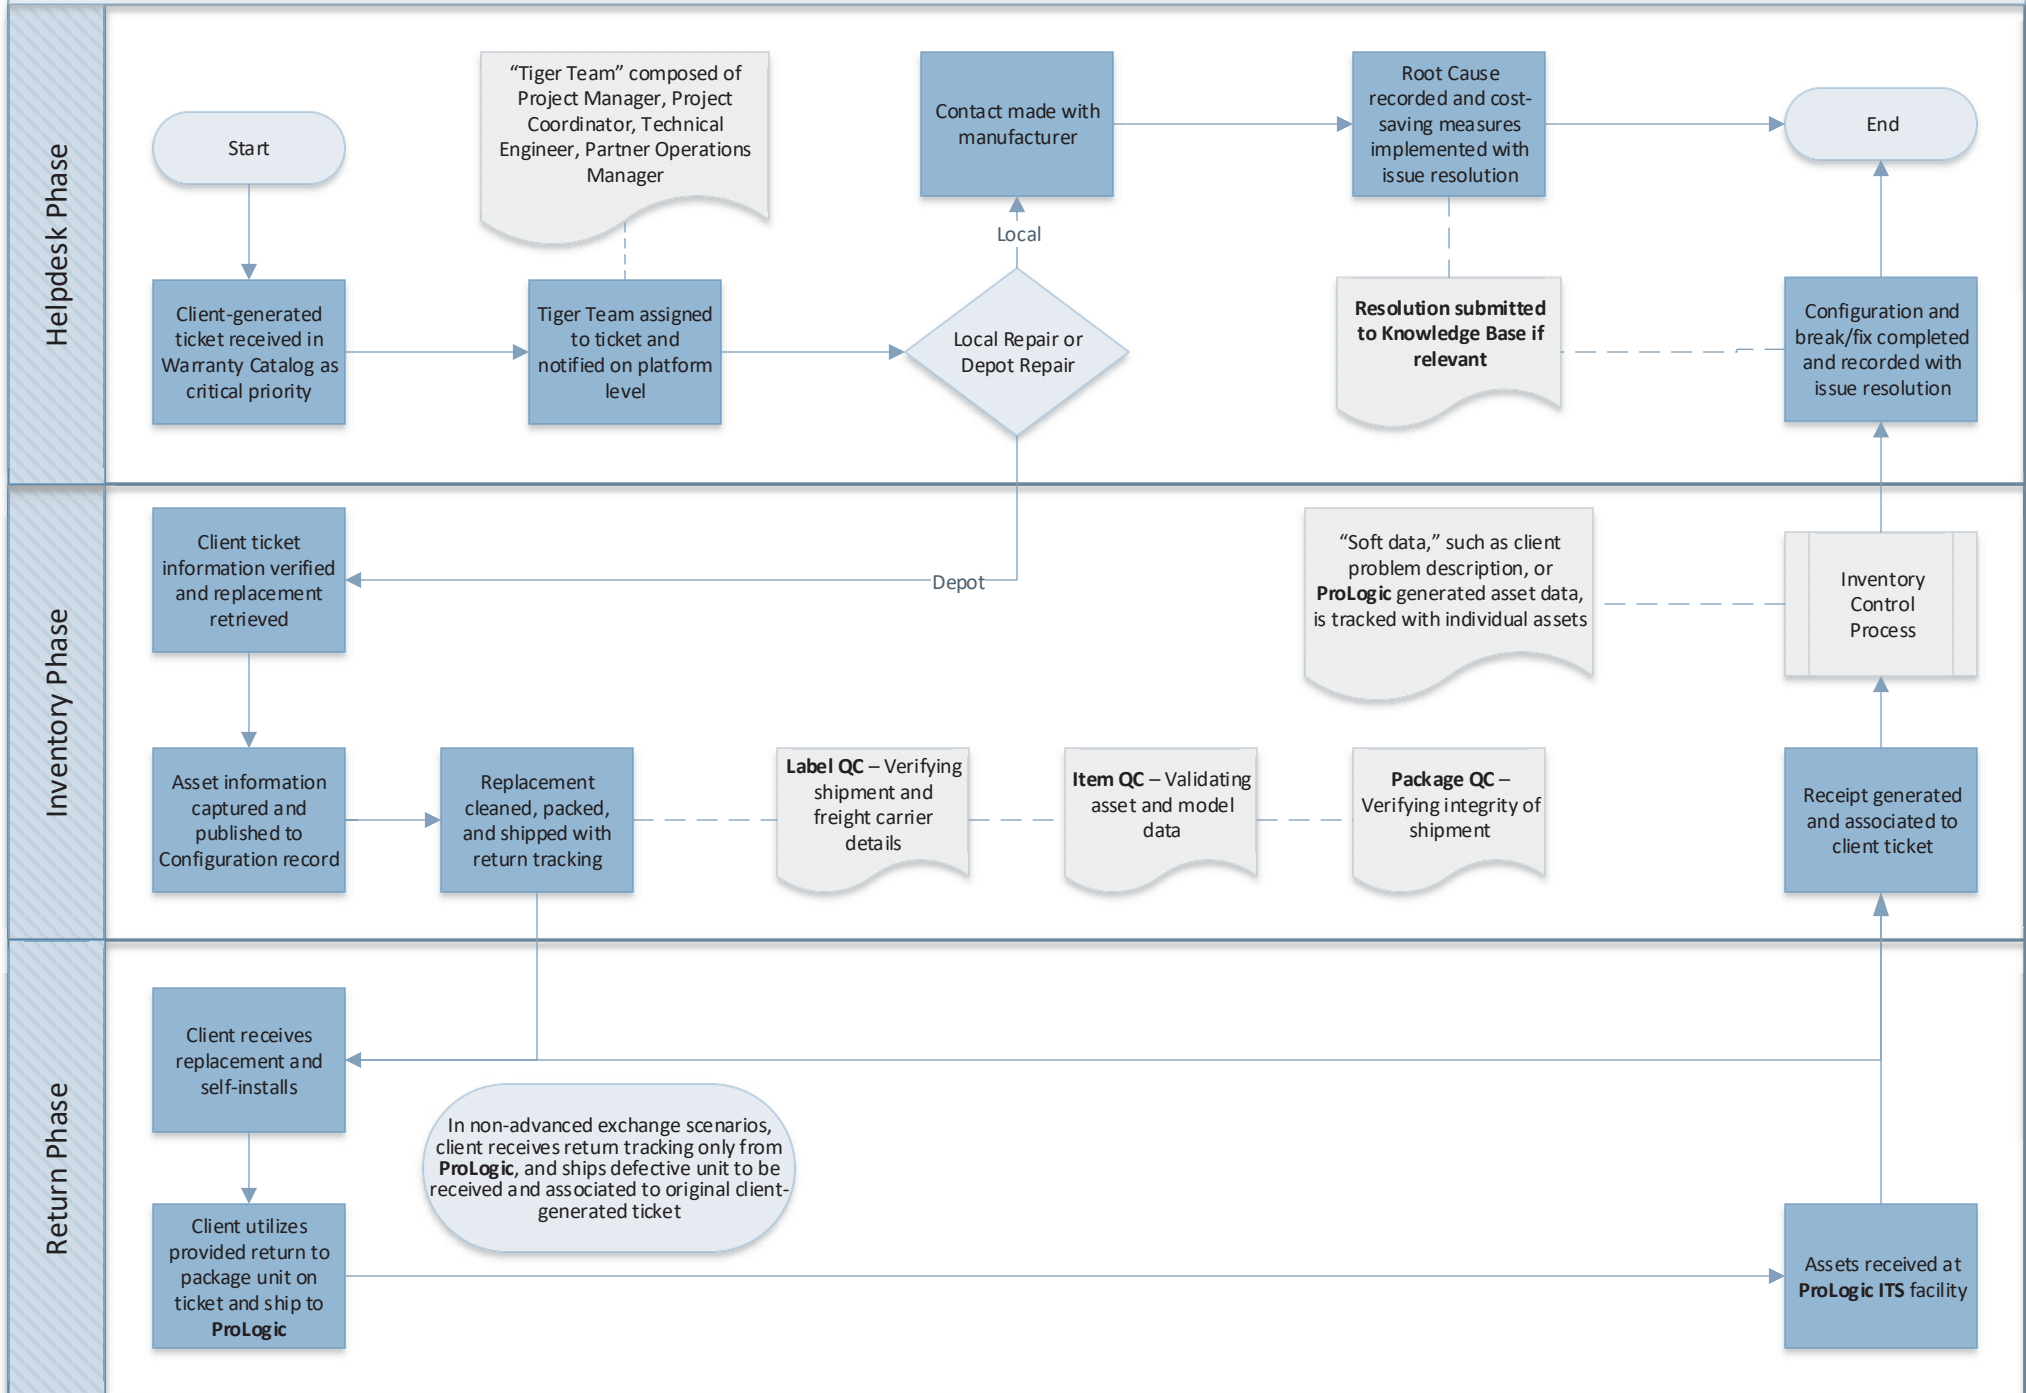 Helpdesk Phase
Start
“Tiger Team” composed of
Project Manager, Project
Coordinator, Technical
Engineer, Partner Operations
Manager
Contact made with
manufacturer
Root Cause
recorded and cost-
saving measures
implemented with
issue resolution
End
Local
Client-generated
ticket received in
Warranty Catalog as
critical priority
Tiger Team assigned
to ticket and
notified on platform
level
Local Repair or
Depot Repair
Resolution submitted
to Knowledge Base if
relevant
Configuration and
break/fix completed
and recorded with
issue resolution
Inventory Phase
Client ticket
information verified
and replacement
retrieved
Depot
“Soft data,” such as client
problem description, or
ProLogic generated asset data,
is tracked with individual assets
Inventory
Control
Process
Asset information
captured and
published to
Configuration record
Replacement
cleaned, packed,
and shipped with
return tracking
Label QC – Verifying
shipment and
freight carrier
details
Item QC – Validating
asset and model
data
Package QC –
Verifying integrity of
shipment
Receipt generated
and associated to
client ticket
Return Phase
Client receives
replacement and
self-installs
In non-advanced exchange scenarios,
client receives return tracking only from
ProLogic, and ships defective unit to be
received and associated to original client-
generated ticket
Client utilizes
provided return to
package unit on
ticket and ship to
ProLogic
Assets received at
ProLogic ITS facility